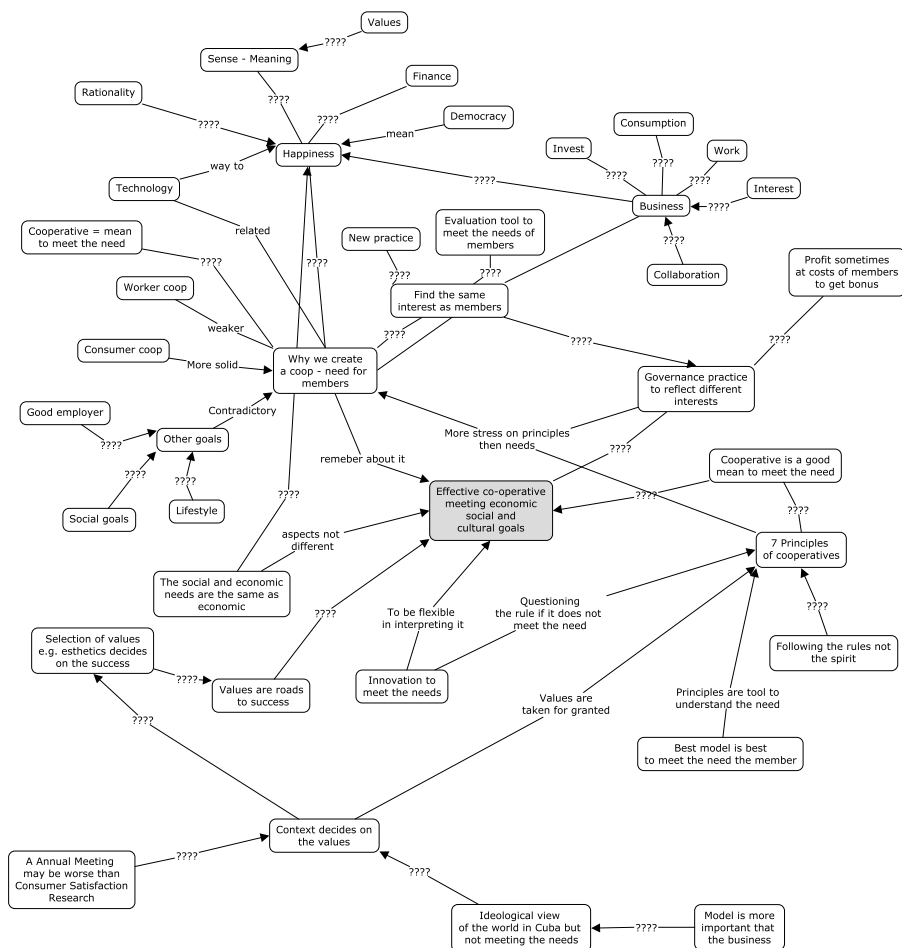 Values
????
Sense - Meaning
Finance
Rationality
????
????
????
Democracy
mean
Happiness
Consumption
Invest
????
Work
????
????
Interest
????
Business
????
way to
Technology
????
Collaboration
related
Cooperative = mean
to meet the need
????
????
New practice
????
Evaluation tool to
meet the needs of
members
????
Find the same
interest as members
????
Profit sometimes
at costs of members
to get bonus
????
????
Worker coop
weaker
Consumer coop
More solid
Why we create
a coop - need for
members
Governance practice
to reflect different
interests
Good employer
????
Contradictory
Other goals
????
Social goals
????
Lifestyle
remeber about it
More stress on principles
then needs
????
Cooperative is a good
mean to meet the need
????
????
Effective co-operative
meeting economic
social and
cultural goals
????
aspects not
different
7 Principles
of cooperatives
The social and economic
needs are the same as
economic
????
To be flexible
in interpreting it
Questioning
the rule if it does not
meet the need
????
Following the rules not
the spirit
Selection of values
e.g. esthetics decides
on the success
????
Values are roads
to success
Innovation to
meet the needs
Values are
taken for granted
Principles are tool to
understand the need
Best model is best
to meet the need the member
????
Context decides on
the values
A Annual Meeting
may be worse than
Consumer Satisfaction
Research
????
????
Ideological view
of the world in Cuba but
not meeting the needs
????
Model is more
important that
the business